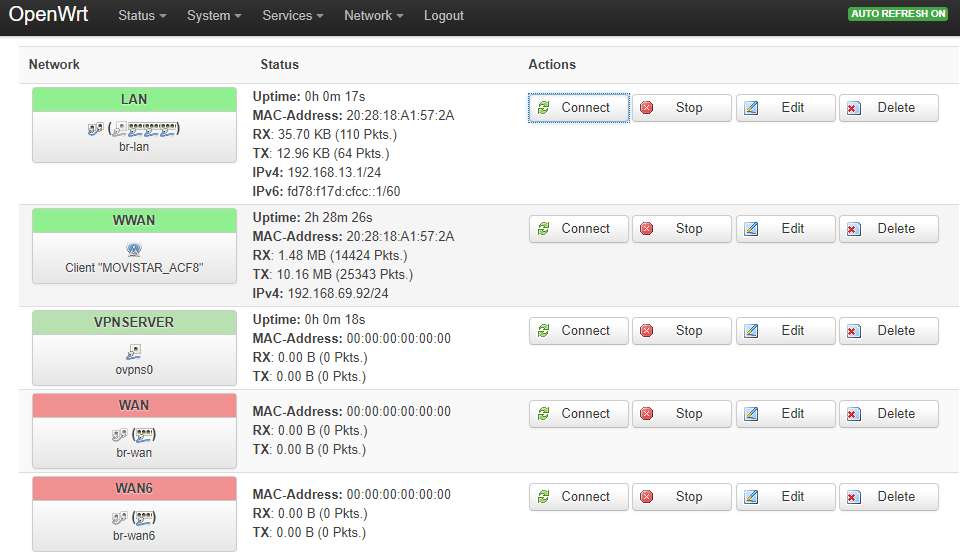 OpenWrt Status System Services Network Logout AUTO REFRESH ON
Network Status Actions
LAN
(
)
br-lan
Uptime: 0h 0m 17s
MAC-Address: 20:28:18:A1:57:2A
RX: 35.70 KB (110 Pkts.)
TX: 12.96 KB (64 Pkts.)
IPv4: 192.168.13.1/24
IPv6: fd78:f17d:cfcc::1/60
Connect Stop Edit Delete
WWAN
Client "MOVISTAR_ACF8"
Uptime: 2h 28m 26s
MAC-Address: 20:28:18:A1:57:2A
RX: 1.48 MB (14424 Pkts.)
TX: 10.16 MB (25343 Pkts.)
IPv4: 192.168.69.92/24
Connect Stop Edit Delete
VPNSERVER
ovpns0
Uptime: 0h 0m 18s
MAC-Address: 00:00:00:00:00:00
RX: 0.00 B (0 Pkts.)
TX: 0.00 B (0 Pkts.)
Connect Stop Edit Delete
WAN
( )
br-wan
MAC-Address: 00:00:00:00:00:00
RX: 0.00 B (0 Pkts.)
TX: 0.00 B (0 Pkts.)
Connect Stop Edit Delete
WAN6
( )
br-wan6
MAC-Address: 00:00:00:00:00:00
RX: 0.00 B (0 Pkts.)
TX: 0.00 B (0 Pkts.)
Connect Stop Edit Delete